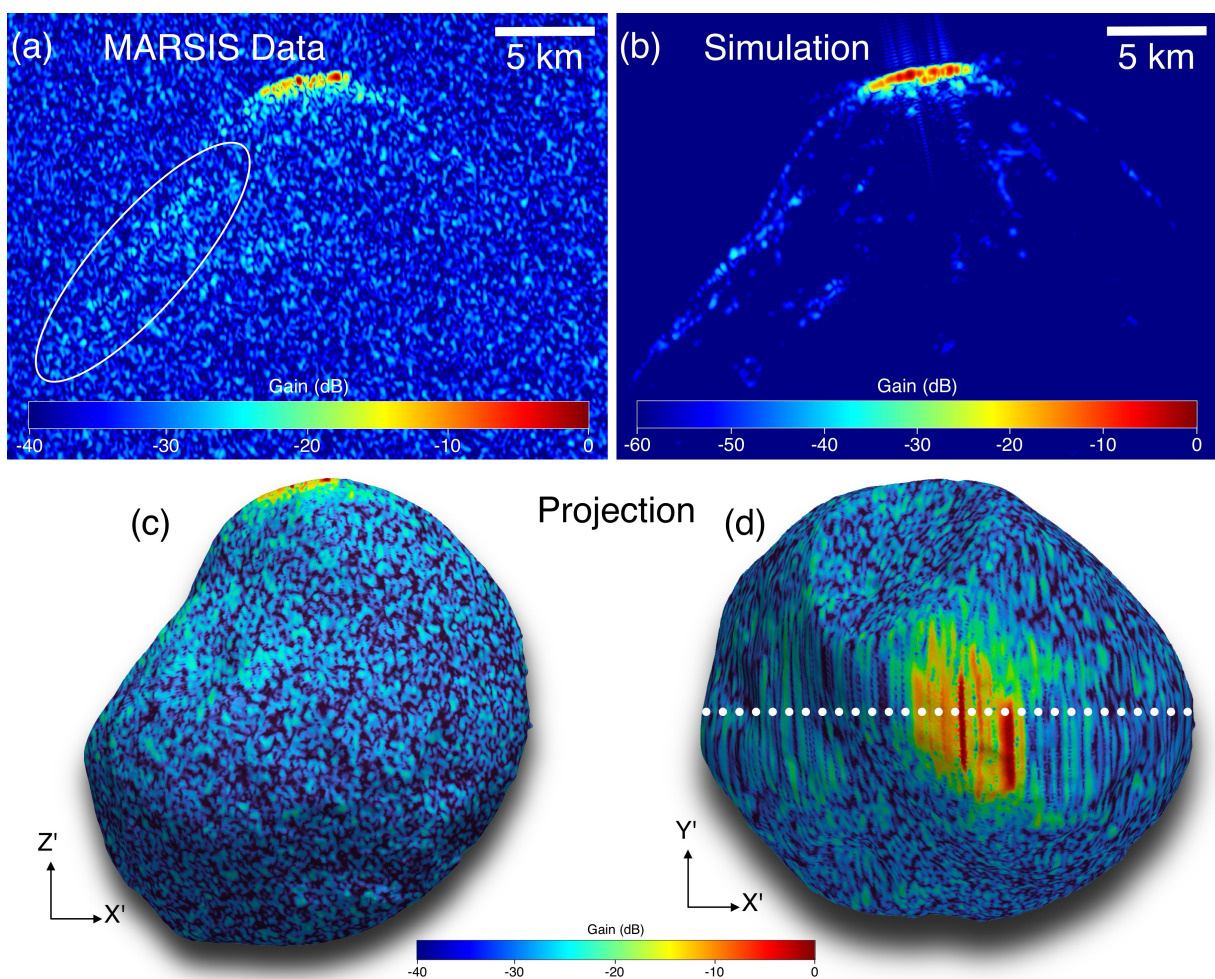 (a) MARSIS Data
5 km
Gain (dB)
-40 -30 -20 -10 0
(b) Simulation
5 km
Gain (dB)
-60 -50 -40 -30 -20 -10 0
Projection
(c)
(d)
Z'
X'
Y'
X'
Gain (dB)
-40 -30 -20 -10 0